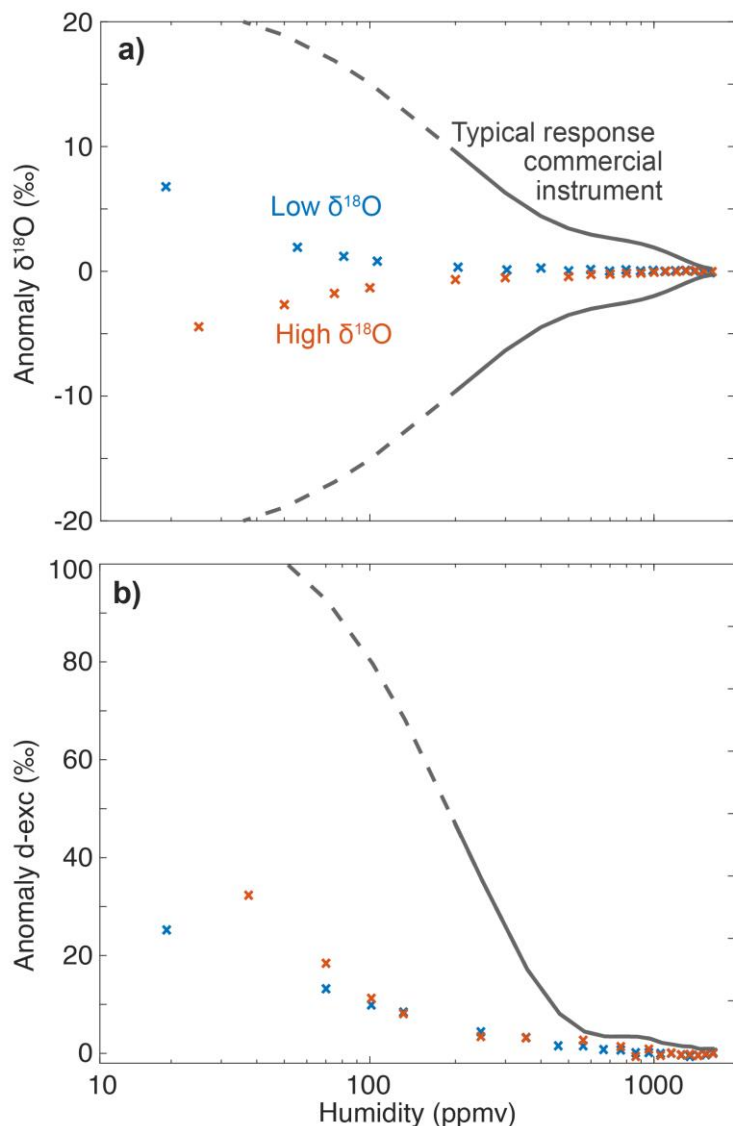 a)
20
10
0
-10
-20
Anomaly δ¹⁸O (‰)
Typical response
commercial
instrument
Low δ¹⁸O
High δ¹⁸O
b)
100
80
60
40
20
0
Anomaly d-exc (‰)
10
100
1000
Humidity (ppmv)